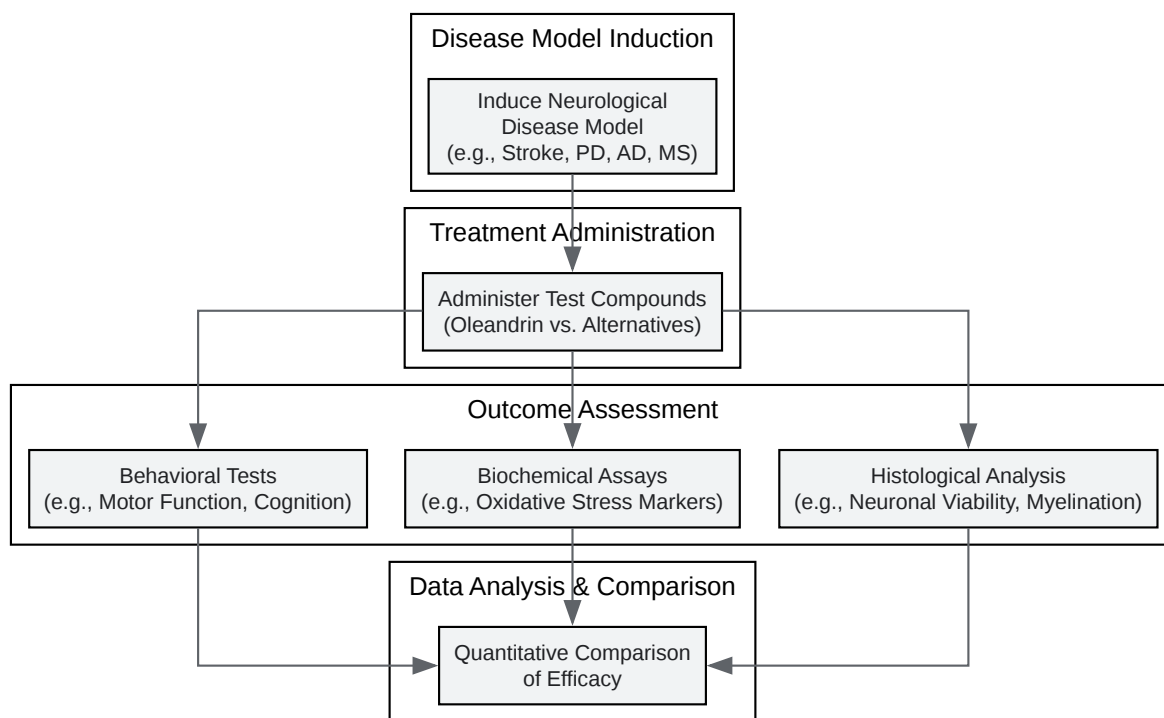 Disease Model Induction
Induce Neurological
Disease Model
(e.g., Stroke, PD, AD, MS)
Treatment Administration
Administer Test Compounds
(Oleandrin vs. Alternatives)
Outcome Assessment
Behavioral Tests
(e.g., Motor Function, Cognition)
Biochemical Assays
(e.g., Oxidative Stress Markers)
Histological Analysis
(e.g., Neuronal Viability, Myelination)
Data Analysis & Comparison
Quantitative Comparison
of Efficacy